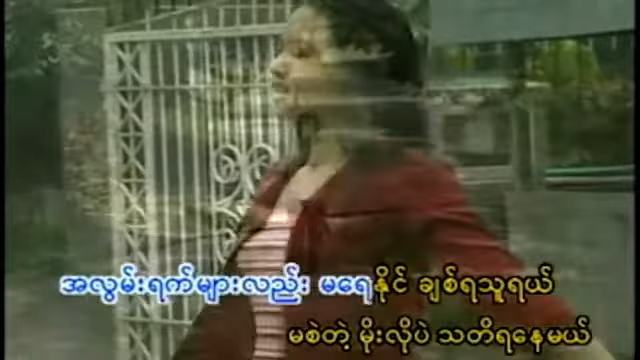 အလွမ်းရက်များလည်း မရေနိုင် ချစ်ရသူရယ်
မစဲတဲ့ မိုးလိုပဲ သတိရနေမယ်